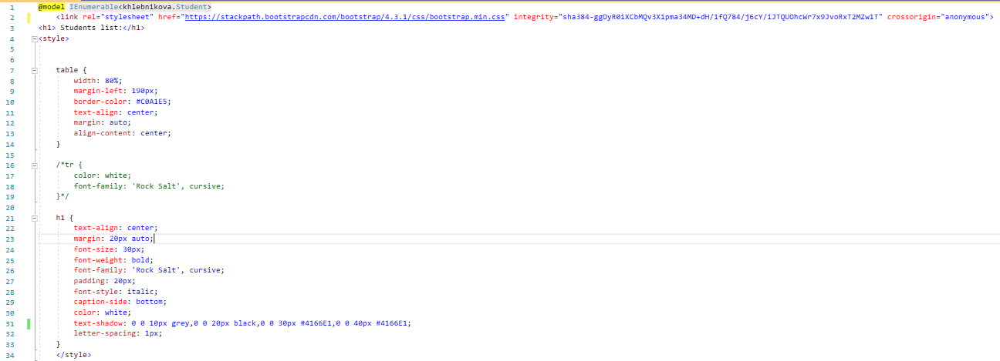 1 @model IEnumerable<khlebnikova.Student>
2 <link rel="stylesheet" href="https://stackpath.bootstrapcdn.com/bootstrap/4.3.1/css/bootstrap.min.css" integrity="sha384-ggOyR0iXCbMQv3Xipma34MD+dH/1fQ784/j6cY/iJTQUOhcWr7x9JvoRxT2MZw1T" crossorigin="anonymous">
3 <h1> Students list:</h1>
4 <style>
5
6
7 table {
8 width: 80%;
9 margin-left: 190px;
10 border-color: #C0A1E5;
11 text-align: center;
12 margin: auto;
13 align-content: center;
14 }
15
16 /*tr {
17 color: white;
18 font-family: 'Rock Salt', cursive;
19 }*/
20
21 h1 {
22 text-align: center;
23 margin: 20px auto;
24 font-size: 30px;
25 font-weight: bold;
26 font-family: 'Rock Salt', cursive;
27 padding: 20px;
28 font-style: italic;
29 caption-side: bottom;
30 color: white;
31 text-shadow: 0 0 10px grey,0 0 20px black,0 0 30px #4166E1,0 0 40px #4166E1;
32 letter-spacing: 1px;
33 }
34 </style>